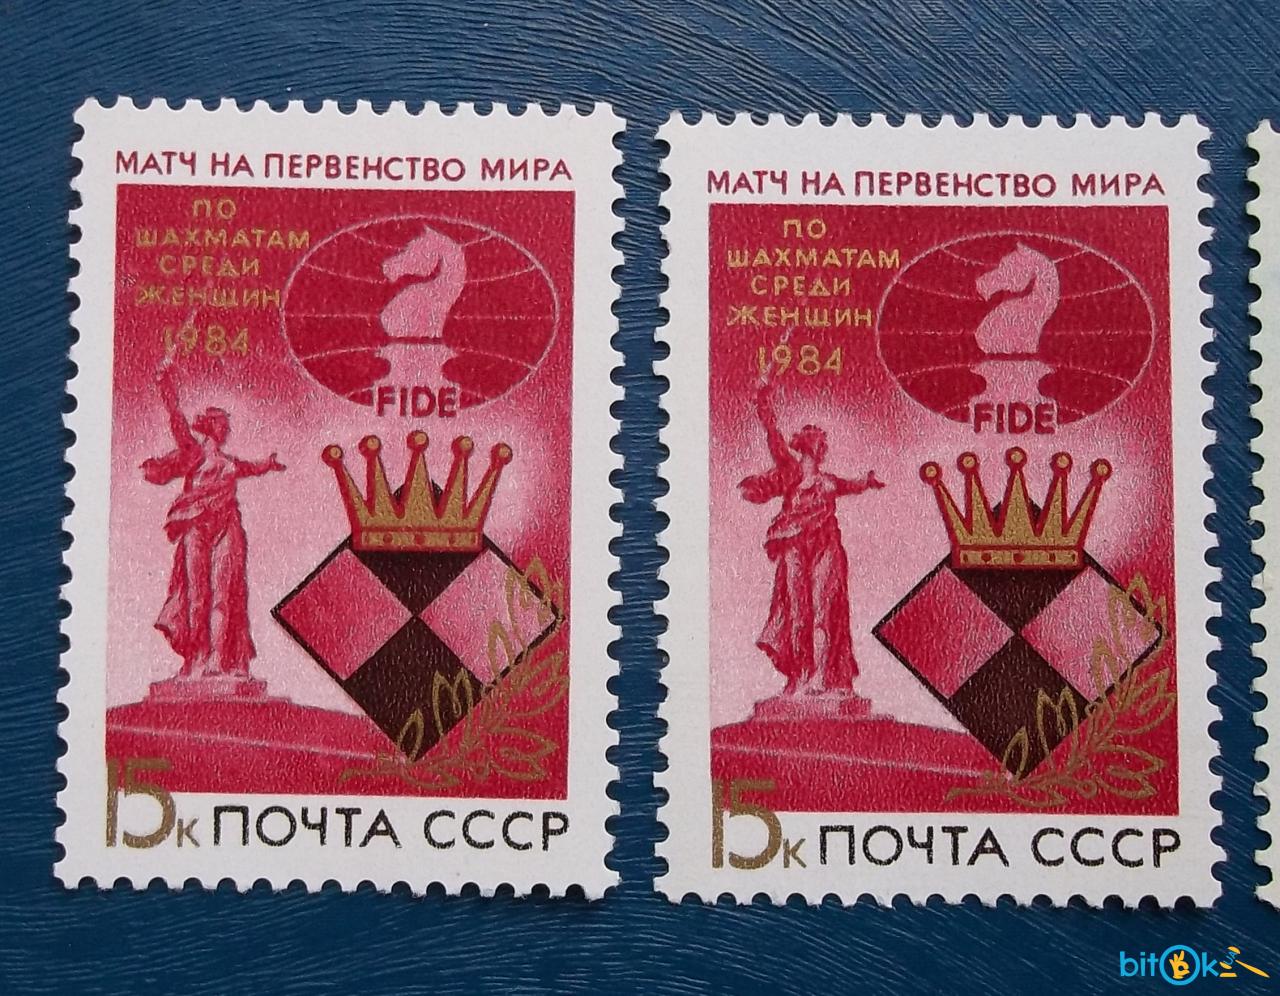 МАТЧ НА ПЕРВЕНСТВО МИРА
ПО
ШАХМАТАМ
СРЕДИ
ЖЕНЩИН
1984
FIDE
15к ПОЧТА СССР
МАТЧ НА ПЕРВЕНСТВО МИРА
ПО
ШАХМАТАМ
СРЕДИ
ЖЕНЩИН
1984
FIDE
15к ПОЧТА СССР
bitOk UA